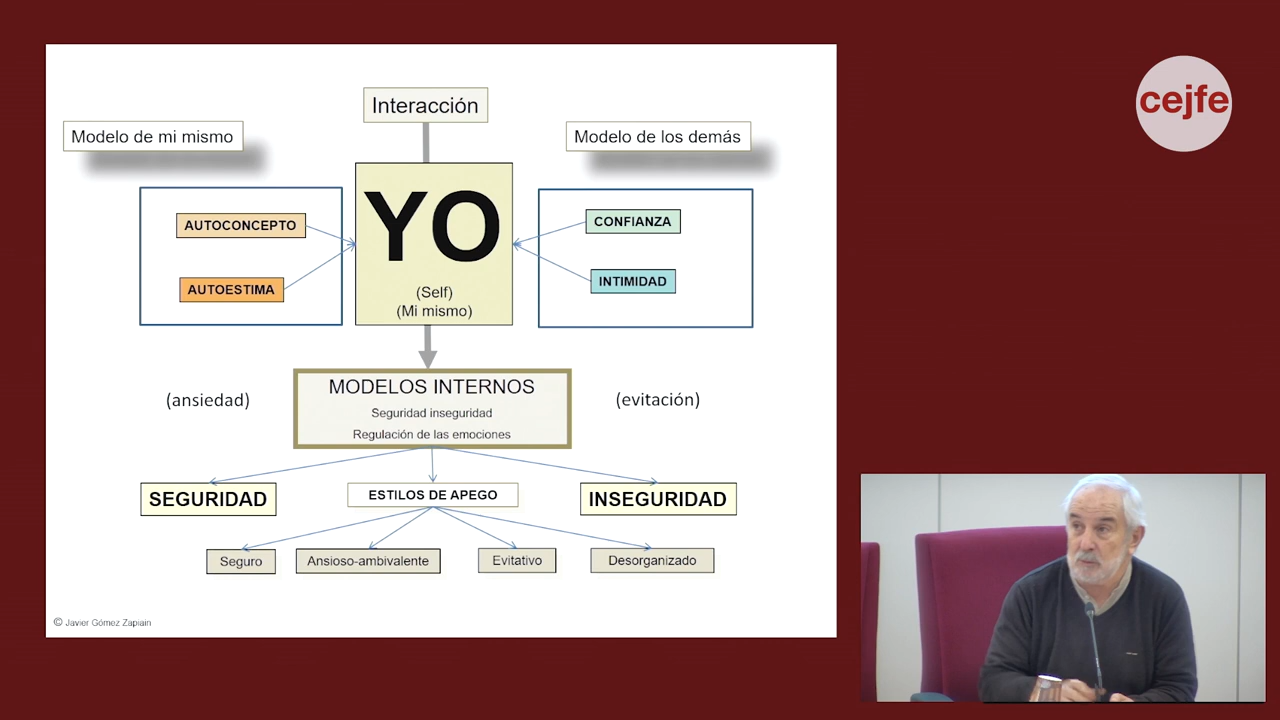 cejfe
Interacción
Modelo de mi mismo
Modelo de los demás
YO
(Self)
(Mi mismo)
AUTOCONCEPTO
AUTOESTIMA
CONFIANZA
INTIMIDAD
MODELOS INTERNOS
Seguridad inseguridad
Regulación de las emociones
(ansiedad)
(evitación)
SEGURIDAD
ESTILOS DE APEGO
INSEGURIDAD
Seguro
Ansioso-ambivalente
Evitativo
Desorganizado
© Javier Gómez Zapiain